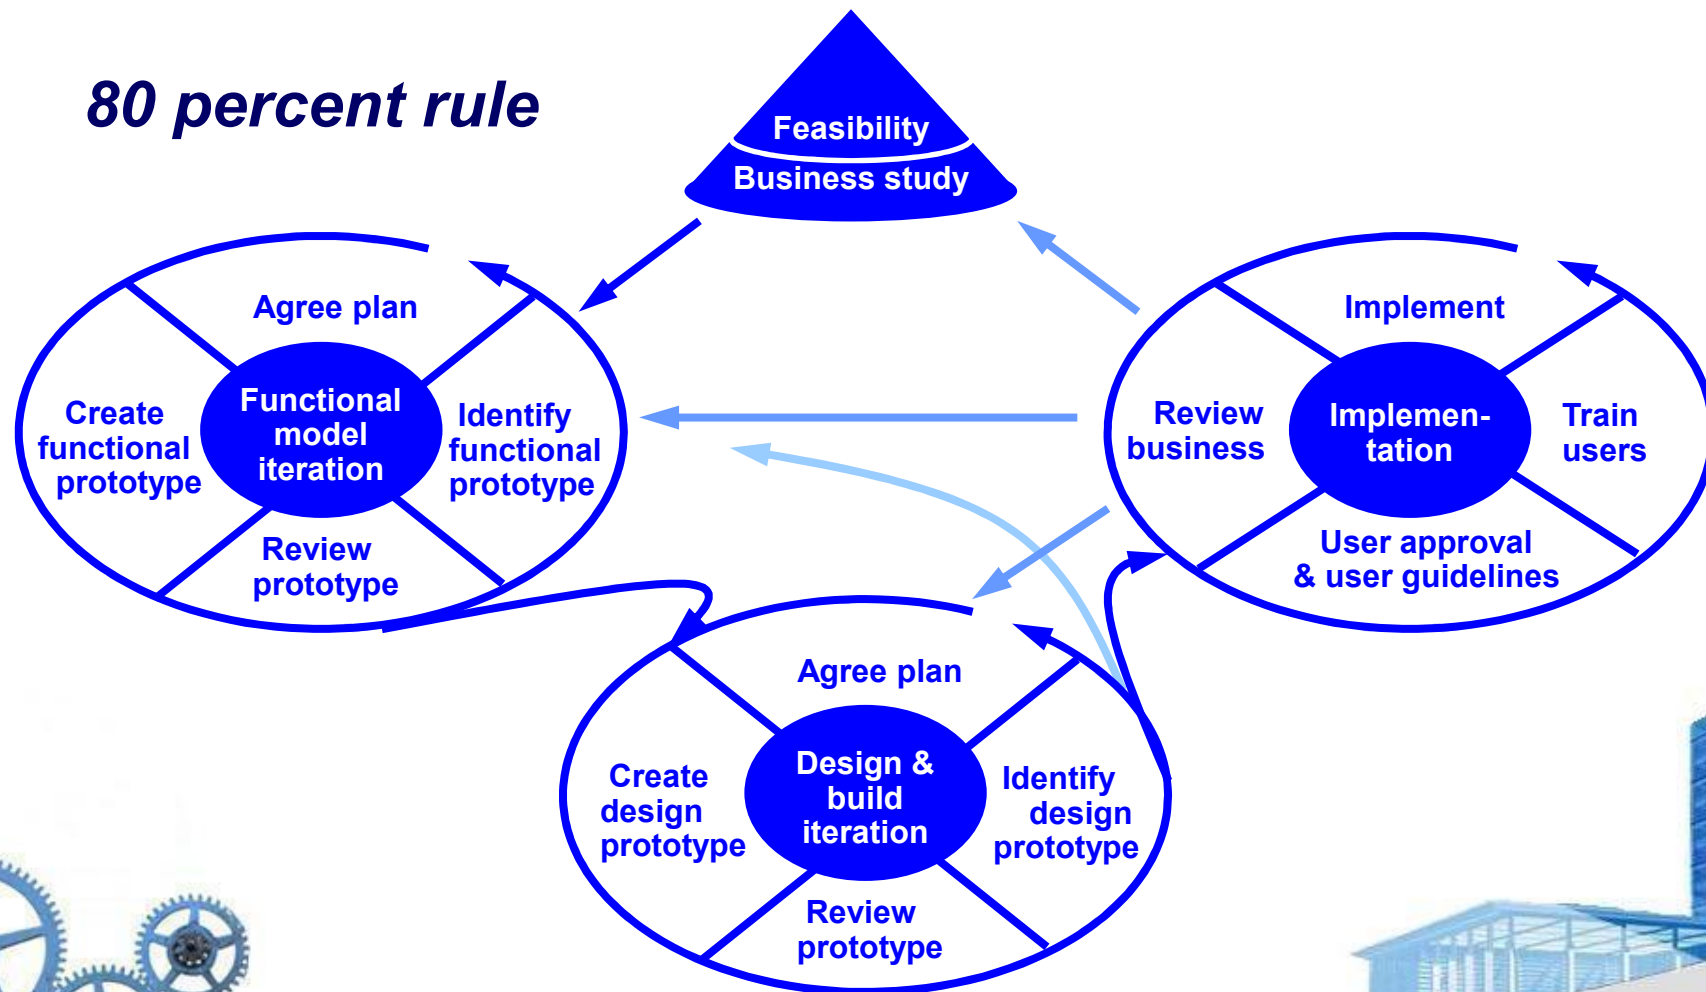 80 percent rule
Feasibility
Business study
Agree plan
Create
functional
prototype
Functional
model
iteration
Identify
functional
prototype
Review
prototype
Implement
Review
business
Implemen-
tation
Train
users
User approval
& user guidelines
Agree plan
Create
design
prototype
Design &
build
iteration
Identify
design
prototype
Review
prototype